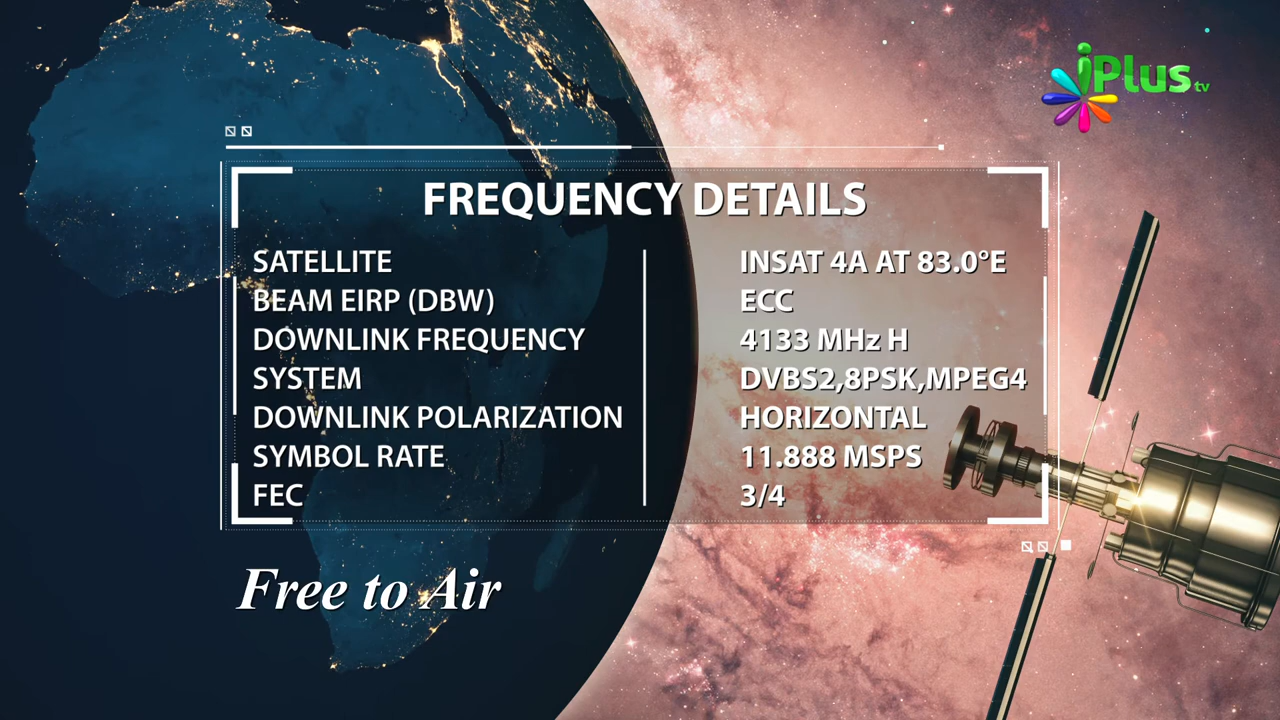 iPlus tv
FREQUENCY DETAILS
SATELLITE INSAT 4A AT 83.0°E
BEAM EIRP (DBW) ECC
DOWNLINK FREQUENCY 4133 MHz H
SYSTEM DVBS2,8PSK,MPEG4
DOWNLINK POLARIZATION HORIZONTAL
SYMBOL RATE 11.888 MSPS
FEC 3/4
Free to Air